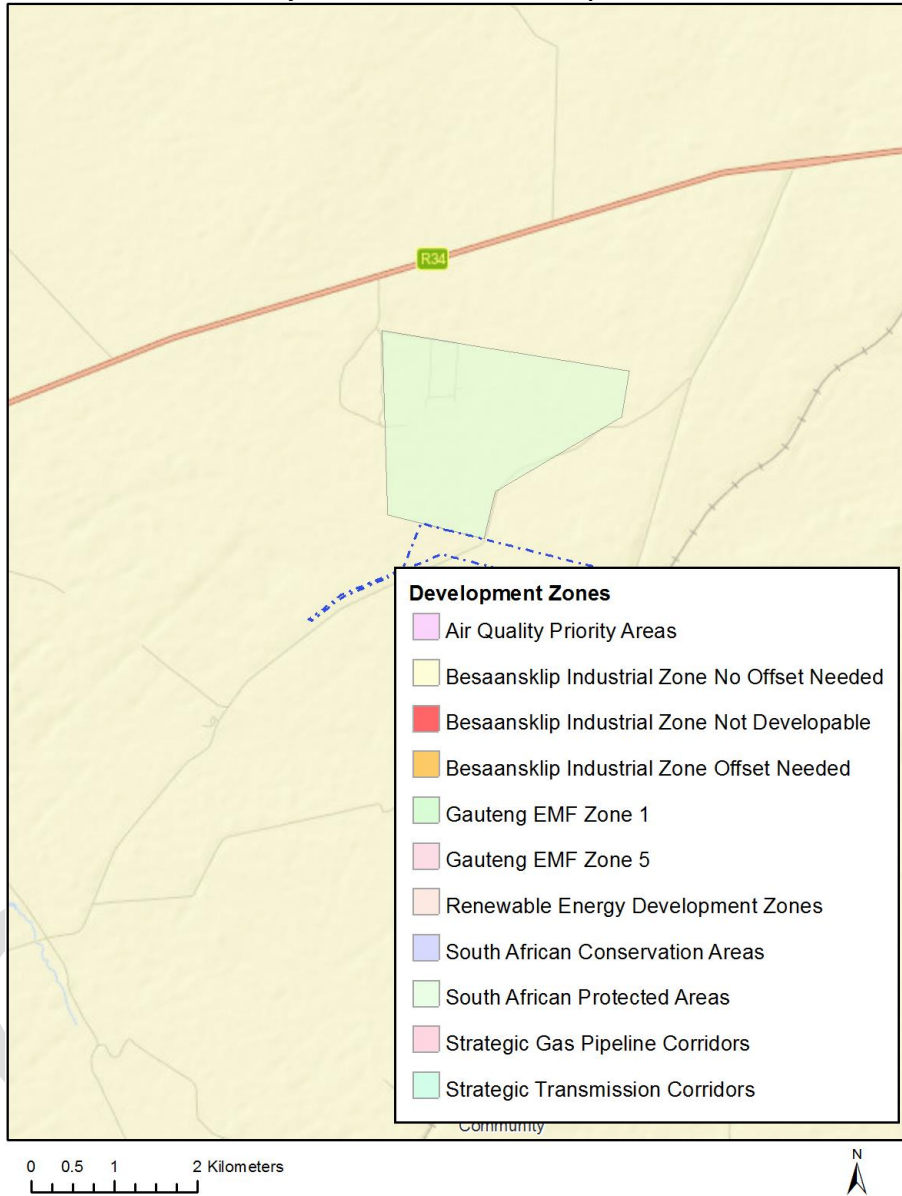 R34
Development Zones
Air Quality Priority Areas
Besaansklip Industrial Zone No Offset Needed
Besaansklip Industrial Zone Not Developable
Besaansklip Industrial Zone Offset Needed
Gauteng EMF Zone 1
Gauteng EMF Zone 5
Renewable Energy Development Zones
South African Conservation Areas
South African Protected Areas
Strategic Gas Pipeline Corridors
Strategic Transmission Corridors
Community
0 0.5 1 2 Kilometers
N